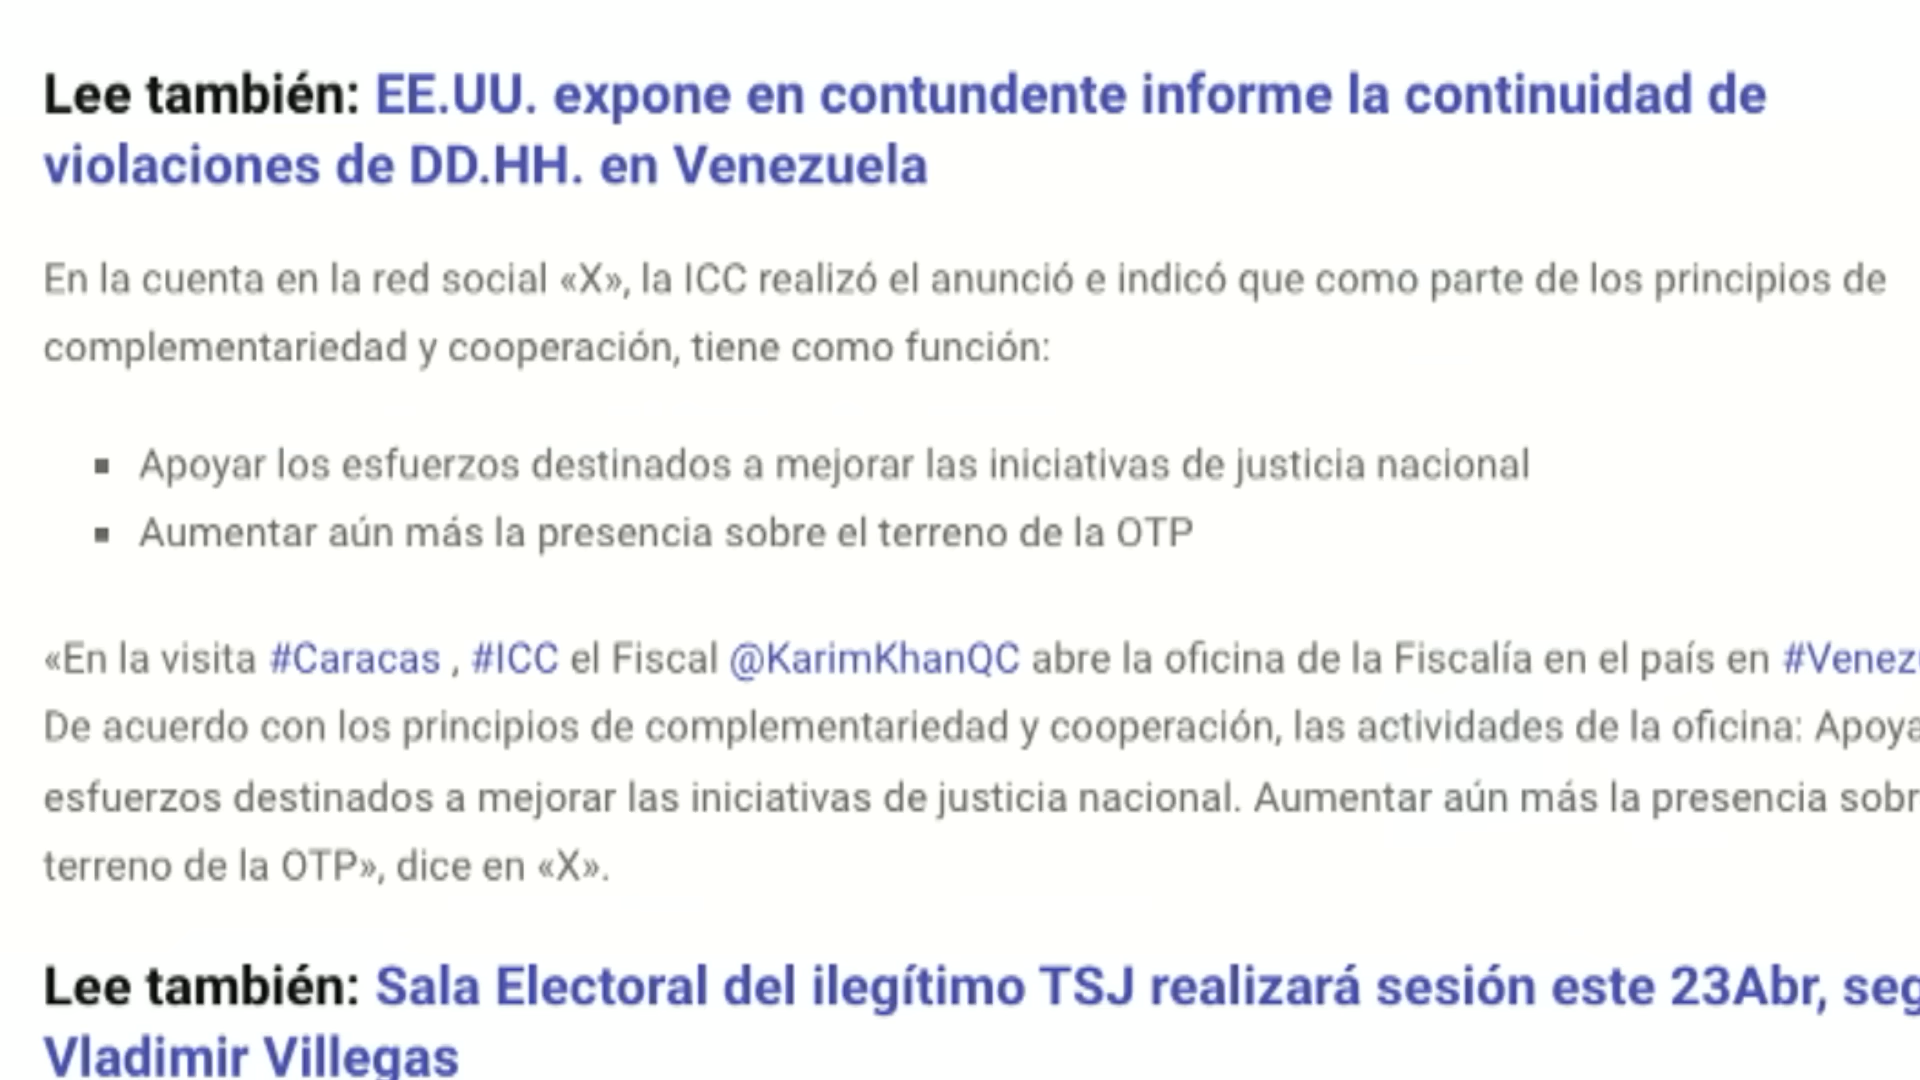 Lee también: EE.UU. expone en contundente informe la continuidad de
violaciones de DD.HH. en Venezuela
En la cuenta en la red social «X», la ICC realizó el anunció e indicó que como parte de los principios de
complementariedad y cooperación, tiene como función:
▪ Apoyar los esfuerzos destinados a mejorar las iniciativas de justicia nacional
▪ Aumentar aún más la presencia sobre el terreno de la OTP
«En la visita #Caracas , #ICC el Fiscal @KarimKhanQC abre la oficina de la Fiscalía en el país en
De acuerdo con los principios de complementariedad y cooperación, las actividades de la oficina:
esfuerzos destinados a mejorar las iniciativas de justicia nacional. Aumentar aún más la presencia
terreno de la OTP», dice en «X».
Lee también: Sala Electoral del ilegítimo TSJ realizará sesión este 23Abr,
Vladimir Villegas